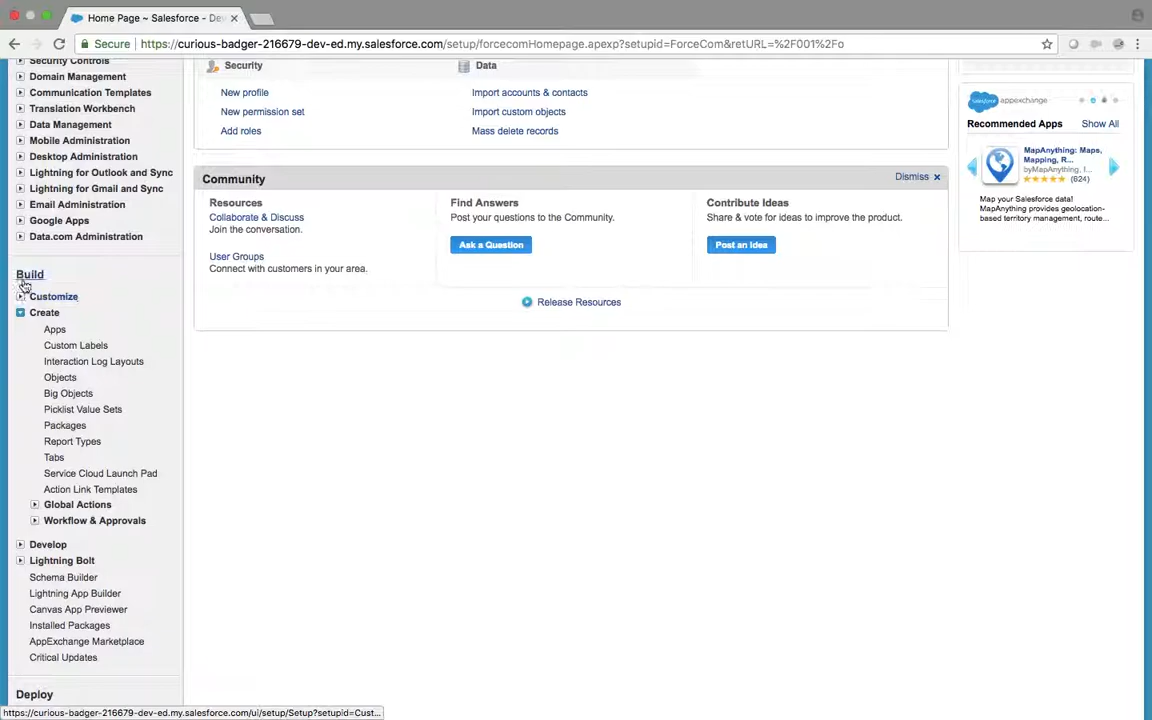 Home Page ~ Salesforce - Dev
Secure
https://curious-badger-216679-dev-ed.my.salesforce.com/setup/forcecomHomepage.apexp?setupid=ForceCom&retURL=%2F001%2Fo
Security Controls
Domain Management
Communication Templates
Translation Workbench
Data Management
Mobile Administration
Desktop Administration
Lightning for Outlook and Sync
Lightning for Gmail and Sync
Email Administration
Google Apps
Data.com Administration
Build
Customize
Create
Apps
Custom Labels
Interaction Log Layouts
Objects
Big Objects
Picklist Value Sets
Packages
Report Types
Tabs
Service Cloud Launch Pad
Action Link Templates
Global Actions
Workflow & Approvals
Develop
Lightning Bolt
Schema Builder
Lightning App Builder
Canvas App Previewer
Installed Packages
AppExchange Marketplace
Critical Updates
Deploy
https://curious-badger-216679-dev-ed.my.salesforce.com/ui/setup/Setup?setupid=Cust...
Security
New profile
New permission set
Add roles
Data
Import accounts & contacts
Import custom objects
Mass delete records
Community
Dismiss
Resources
Collaborate & Discuss
Join the conversation.
User Groups
Connect with customers in your area.
Find Answers
Post your questions to the Community.
Ask a Question
Contribute Ideas
Share & vote for ideas to improve the product.
Post an Idea
Release Resources
salesforce appexchange
Recommended Apps
Show All
MapAnything: Maps,
Mapping, R...
byMapAnything, I...
(624)
Map your Salesforce data!
MapAnything provides geolocation-
based territory management, route...